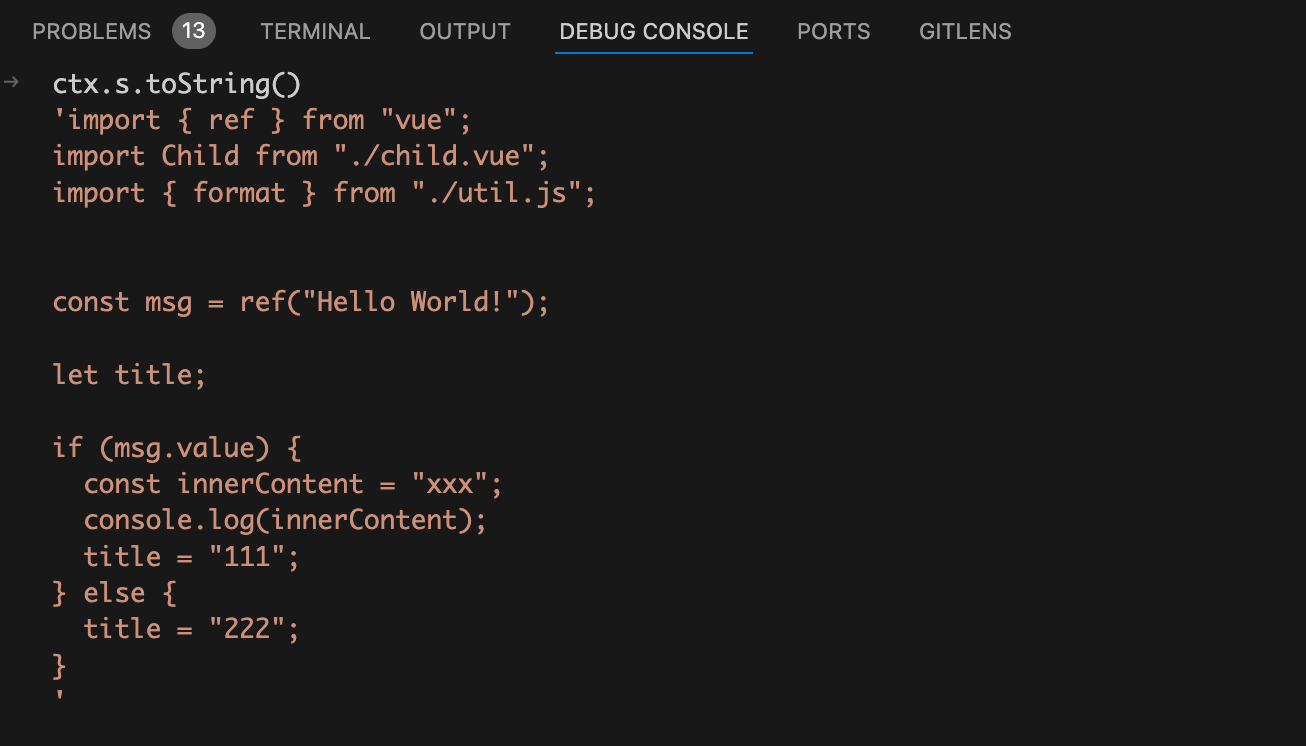 PROBLEMS 13 TERMINAL OUTPUT DEBUG CONSOLE PORTS GITLENS
→ ctx.s.toString()
'import { ref } from "vue";
import Child from "./child.vue";
import { format } from "./util.js";
const msg = ref("Hello World!");
let title;
if (msg.value) {
  const innerContent = "xxx";
  console.log(innerContent);
  title = "111";
} else {
  title = "222";
}
'